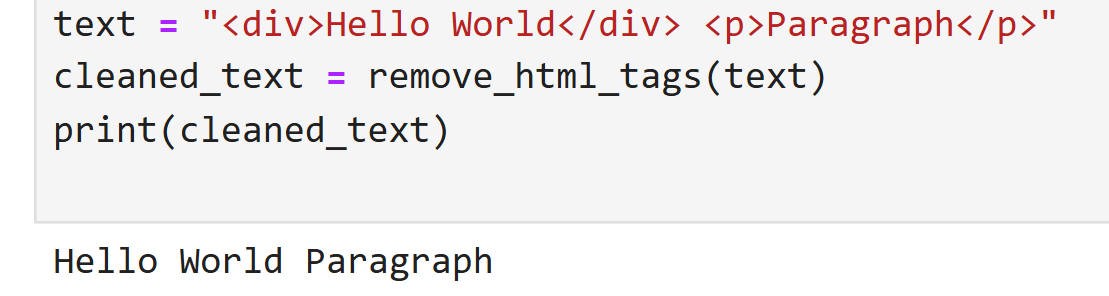 text = "<div>Hello World</div> <p>Paragraph</p>"
cleaned_text = remove_html_tags(text)
print(cleaned_text)
Hello World Paragraph